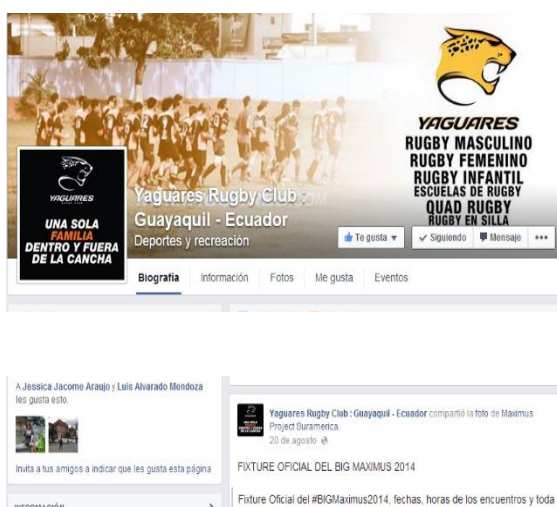 YAGUARES
RUGBY MASCULINO
RUGBY FEMENINO
RUGBY INFANTIL
ESCUELAS DE RUGBY
QUAD RUGBY
RUGBY EN SILLA
YAGUARES
UNA SOLA
FAMILIA
DENTRO Y FUERA
DE LA CANCHA
Yaguares Rugby Club :
Guayaquil - Ecuador
Deportes y recreación
Te gusta
Siguiendo
Mensaje
Biografía Información Fotos Me gusta Eventos
A Jessica Jacome Araujo y Luis Alvarado Mendoza
les gusta esto.
Invita a tus amigos a indicar que les gusta esta página
INFORMACIÓN
Yaguares Rugby Club : Guayaquil - Ecuador compartió la foto de Maximus
Project Suramerica.
20 de agosto
FIXTURE OFICIAL DEL BIG MAXIMUS 2014
Fixture Oficial del #BIGMaximus2014, fechas, horas de los encuentros y toda